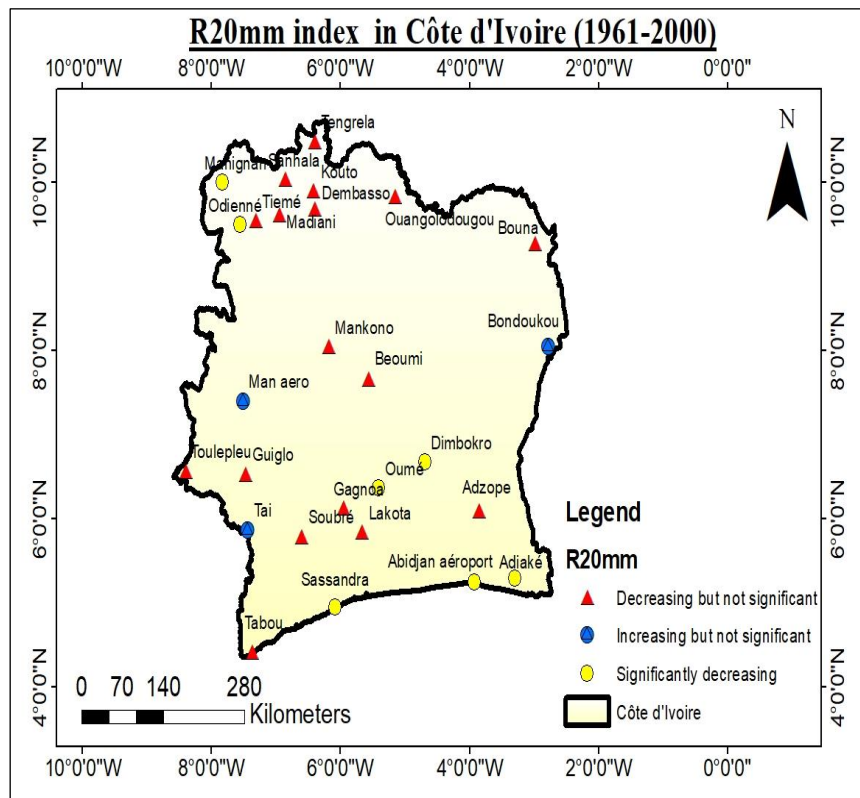 R20mm index in Côte d'Ivoire (1961-2000)
10°0'0"W 8°0'0"W 6°0'0"W 4°0'0"W 2°0'0"W 0°0'0"
N
10°0'0"N
8°0'0"N
6°0'0"N
4°0'0"N
10°0'0"N
8°0'0"N
6°0'0"N
4°0'0"N
Tengrela
Manignan
Sanhala
Kouto
Dembasso
Odienné
Tiemé
Madiani
Ouangolodougou
Bouna
Bondoukou
Mankono
Beoumi
Man aero
Toulepleu
Guiglo
Dimbokro
Oumé
Gagnoa
Adzope
Tai
Soubré
Lakota
Abidjan aéroport
Adiaké
Sassandra
Tabou
Legend
R20mm
Decreasing but not significant
Increasing but not significant
Significantly decreasing
Côte d'Ivoire
0 70 140 280
Kilometers
10°0'0"W 8°0'0"W 6°0'0"W 4°0'0"W 2°0'0"W 0°0'0"